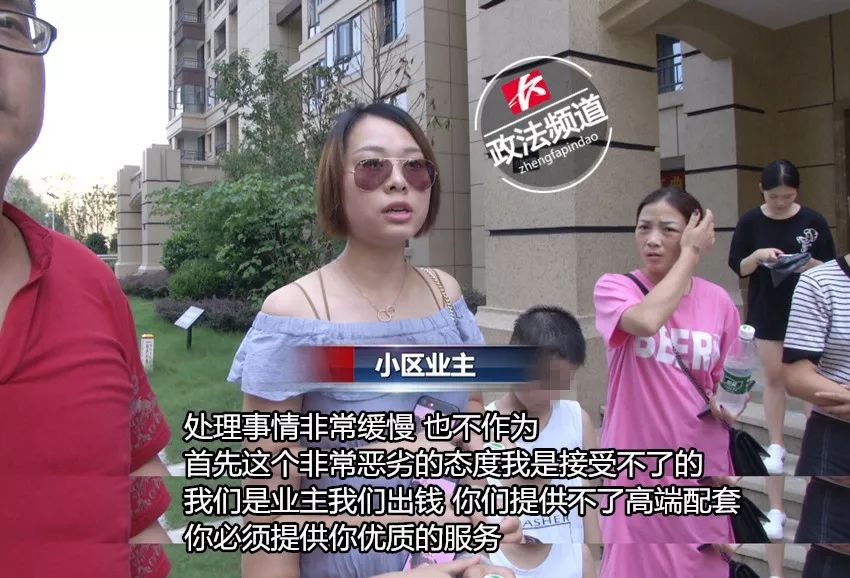 政法频道
zhengfapindao
BEER
小区业主
处理事情非常缓慢 也不作为
首先这个非常恶劣的态度我是接受不了的
我们是业主我们出钱 你们提供不了高端配套
你必须提供你优质的服务